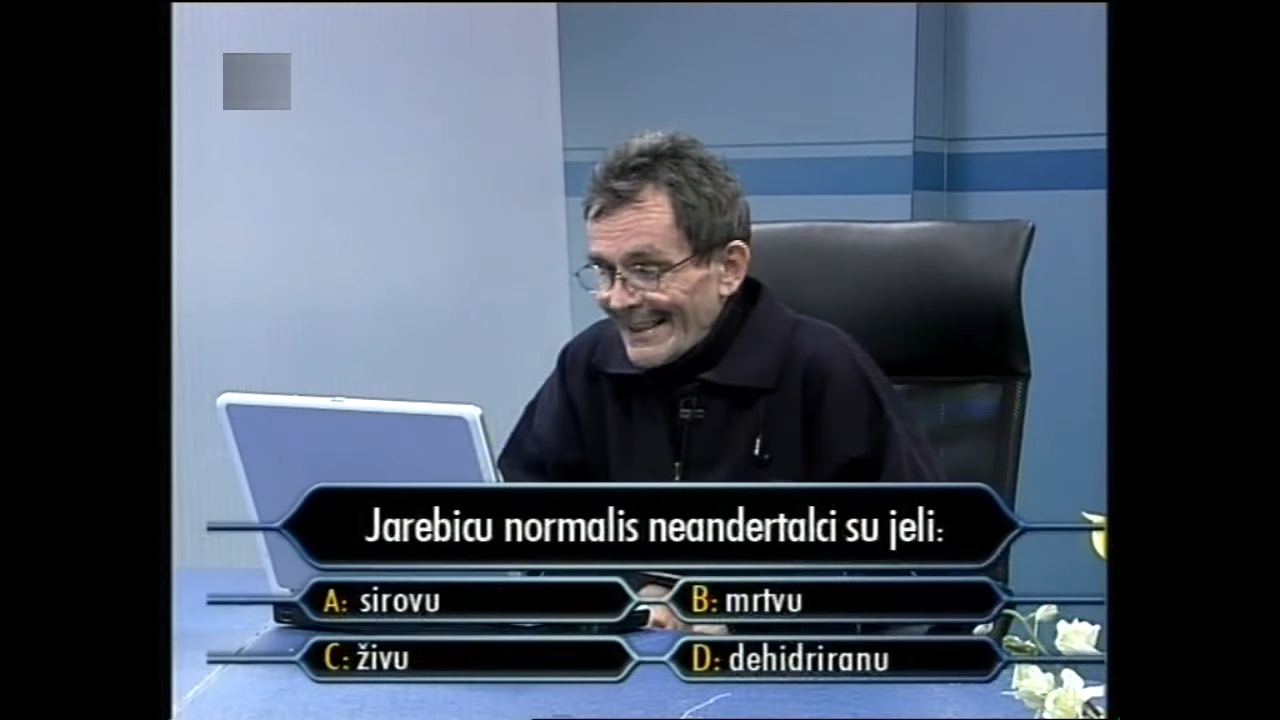 Jarebicu normalis neandertalci su jeli:
A: sirovu
B: mrtvu
C: živu
D: dehidriranu